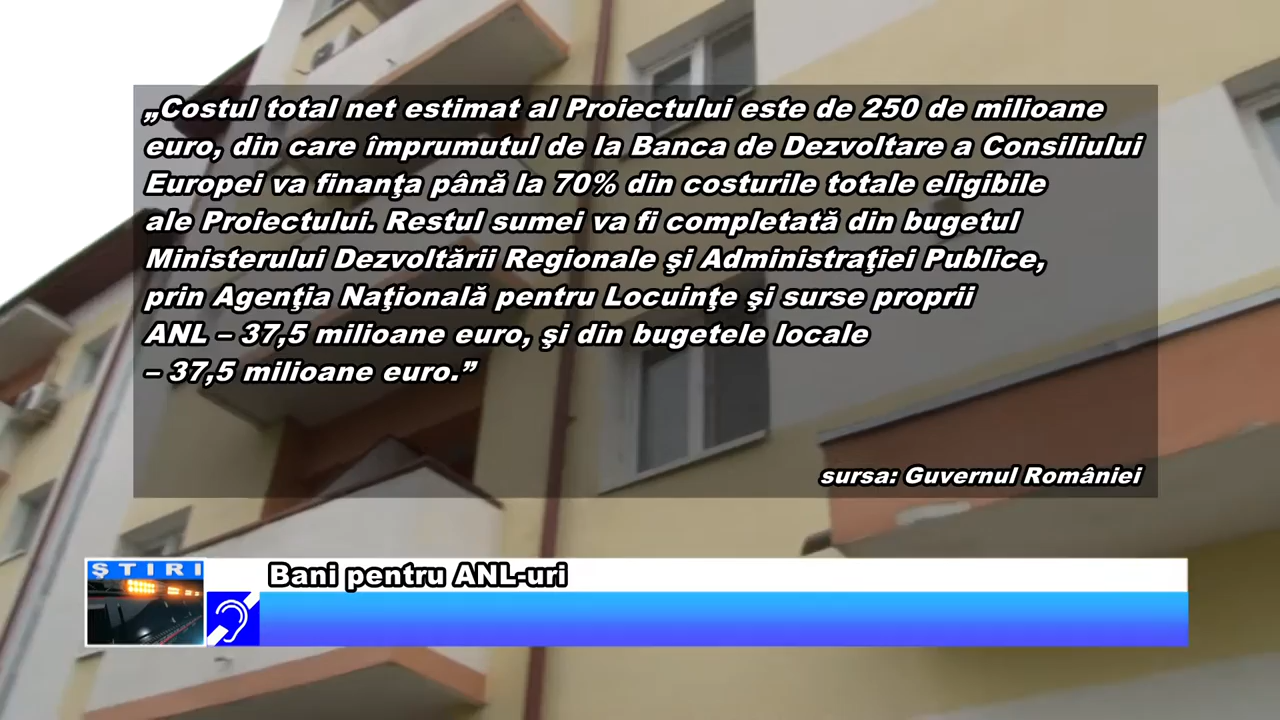 „Costul total net estimat al Proiectului este de 250 de milioane
euro, din care împrumutul de la Banca de Dezvoltare a Consiliului
Europei va finanţa până la 70% din costurile totale eligibile
ale Proiectului. Restul sumei va fi completată din bugetul
Ministerului Dezvoltării Regionale şi Administraţiei Publice,
prin Agenţia Naţională pentru Locuinţe şi surse proprii
ANL – 37,5 milioane euro, şi din bugetele locale
– 37,5 milioane euro.”
sursa: Guvernul României
ŞTIRI
Bani pentru ANL-uri